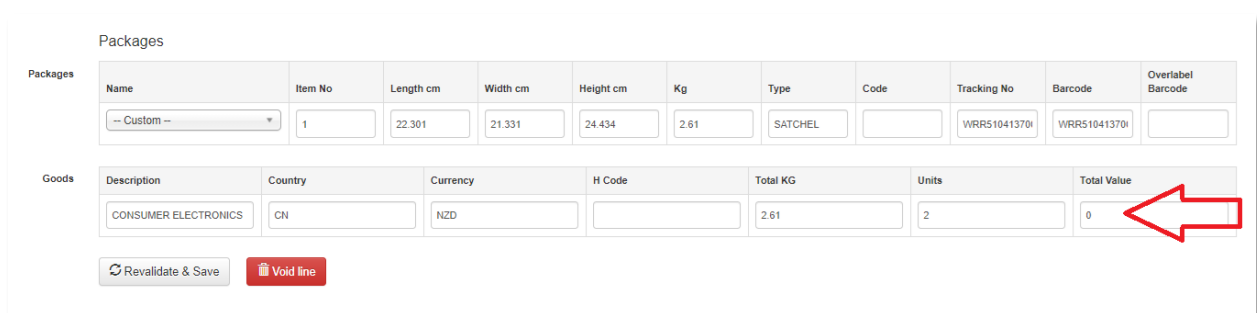 Packages
Packages
Name Item No Length cm Width cm Height cm Kg Type Code Tracking No Barcode Overlabel Barcode
-- Custom -- 1 22.301 21.331 24.434 2.61 SATCHEL WRR51041370 WRR51041370
Goods
Description Country Currency H Code Total KG Units Total Value
CONSUMER ELECTRONICS CN NZD 2.61 2 0
Revalidate & Save Void line